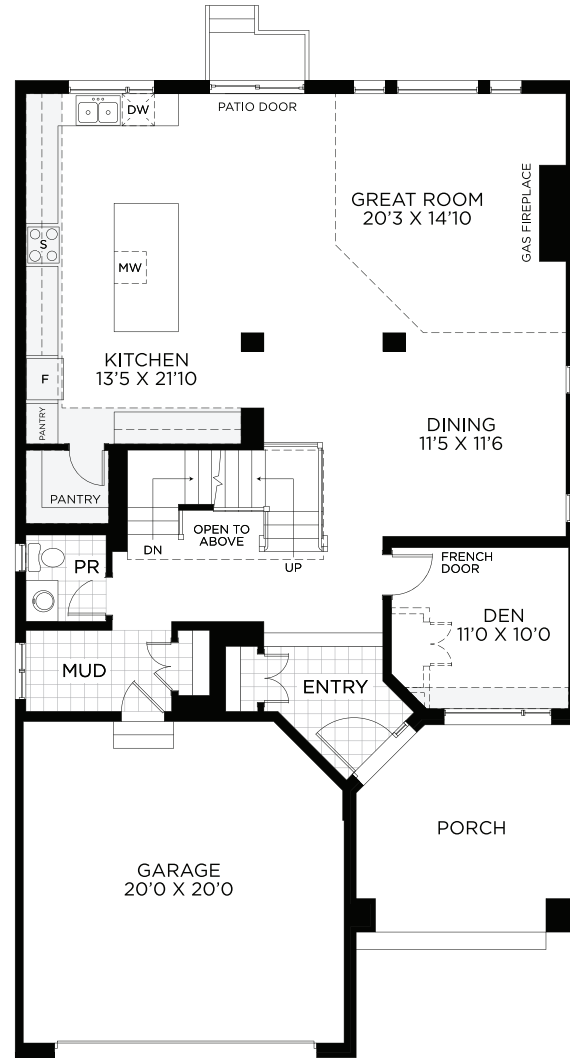 DW
PATIO DOOR
GREAT ROOM
20'3 X 14'10
GAS FIREPLACE
S
MW
KITCHEN
13'5 X 21'10
F
PANTRY
DINING
11'5 X 11'6
PANTRY
OPEN TO
ABOVE
DN
UP
PR
FRENCH
DOOR
DEN
11'0 X 10'0
MUD
ENTRY
PORCH
GARAGE
20'0 X 20'0